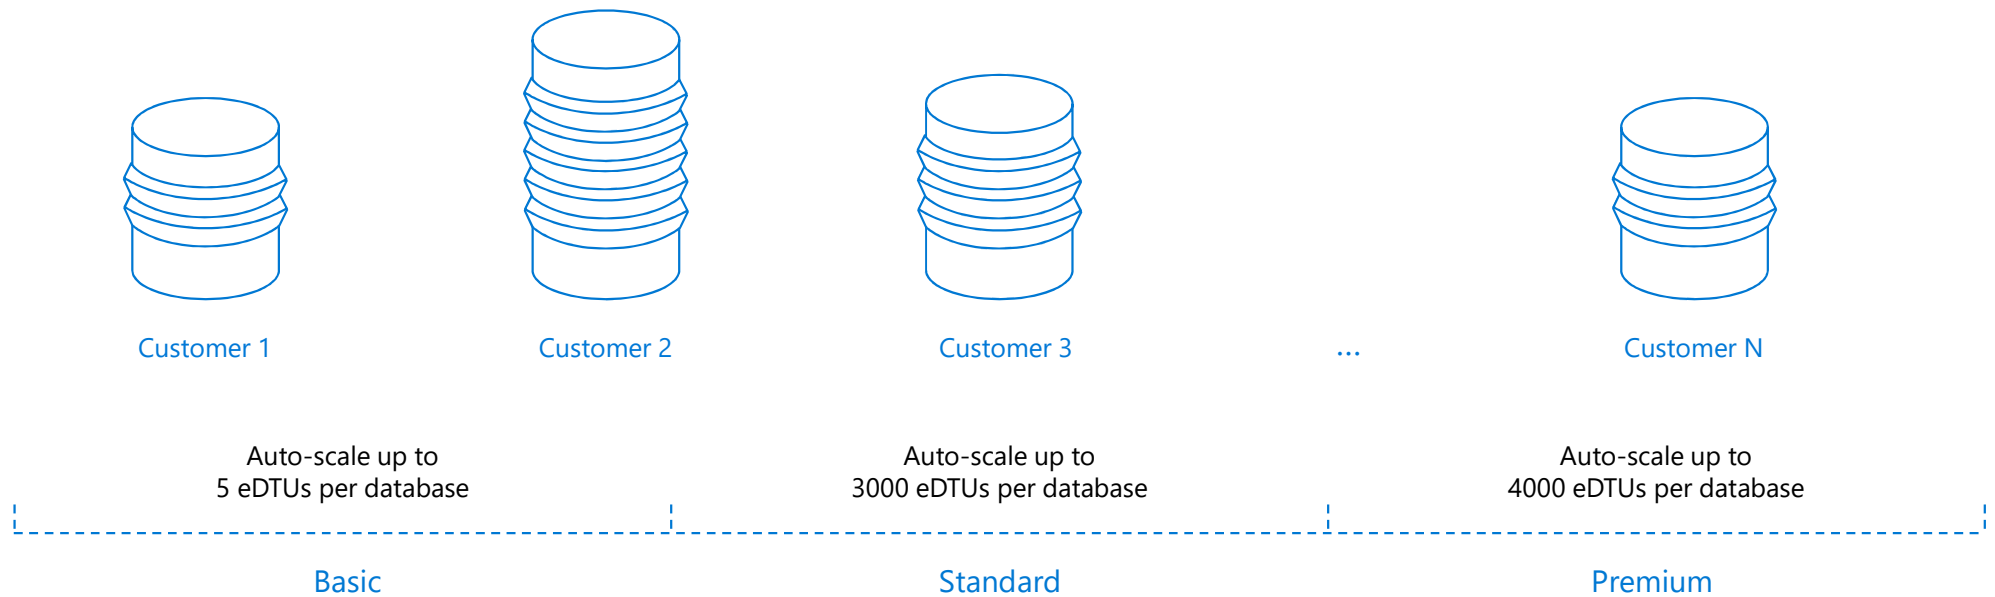 Customer 1
Customer 2
Customer 3
...
Customer N
Auto-scale up to
5 eDTUs per database
Auto-scale up to
3000 eDTUs per database
Auto-scale up to
4000 eDTUs per database
Basic
Standard
Premium